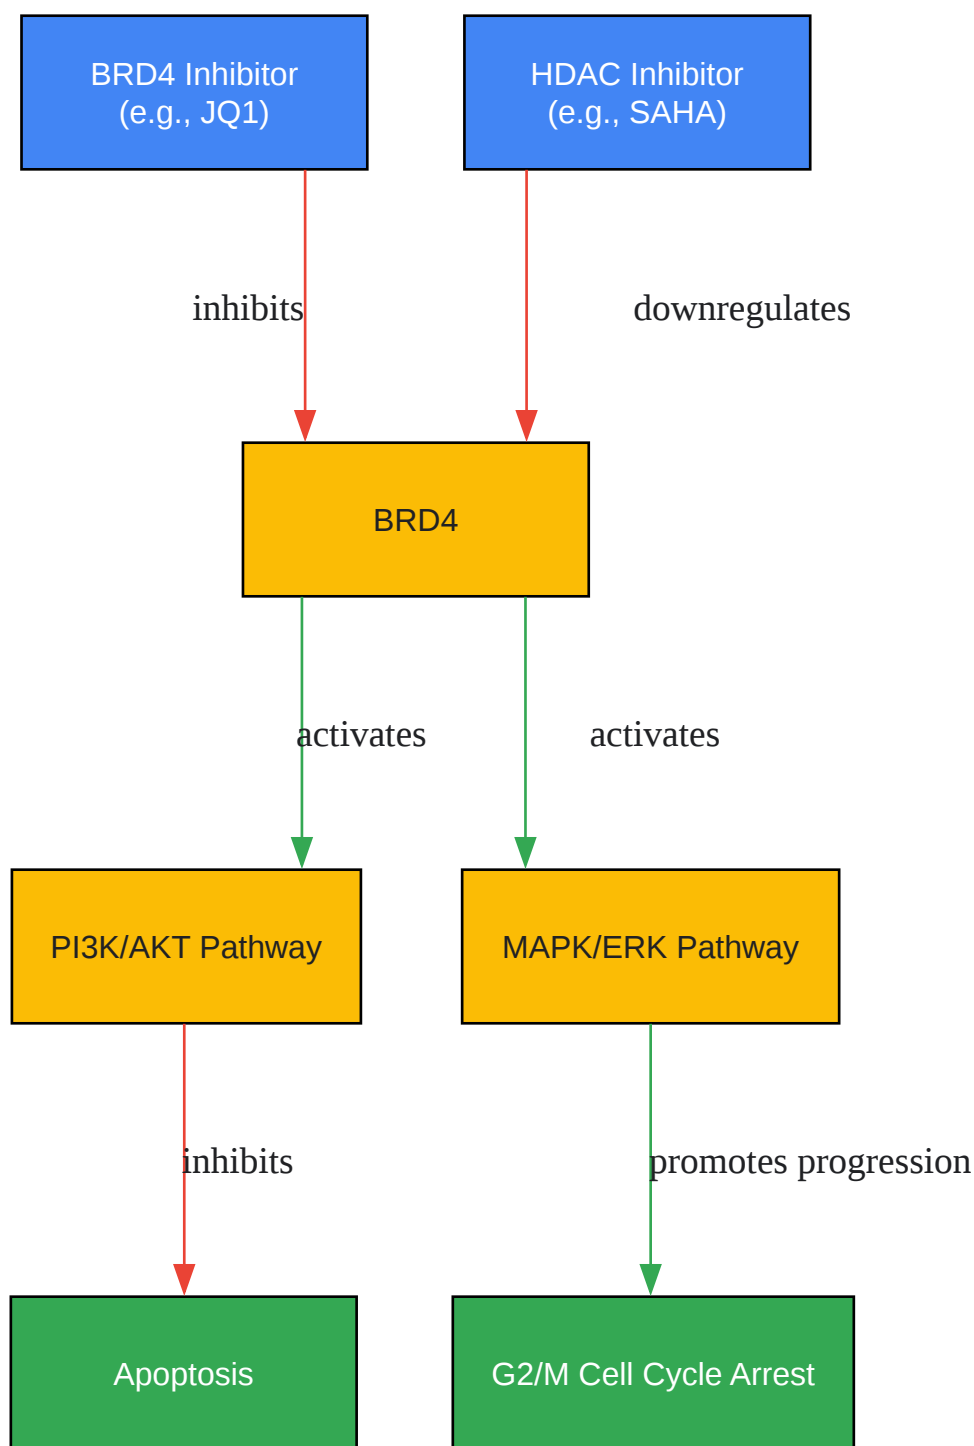 BRD4 Inhibitor
(e.g., JQ1)
HDAC Inhibitor
(e.g., SAHA)
inhibits
downregulates
BRD4
activates
activates
PI3K/AKT Pathway
MAPK/ERK Pathway
inhibits
promotes progression
Apoptosis
G2/M Cell Cycle Arrest